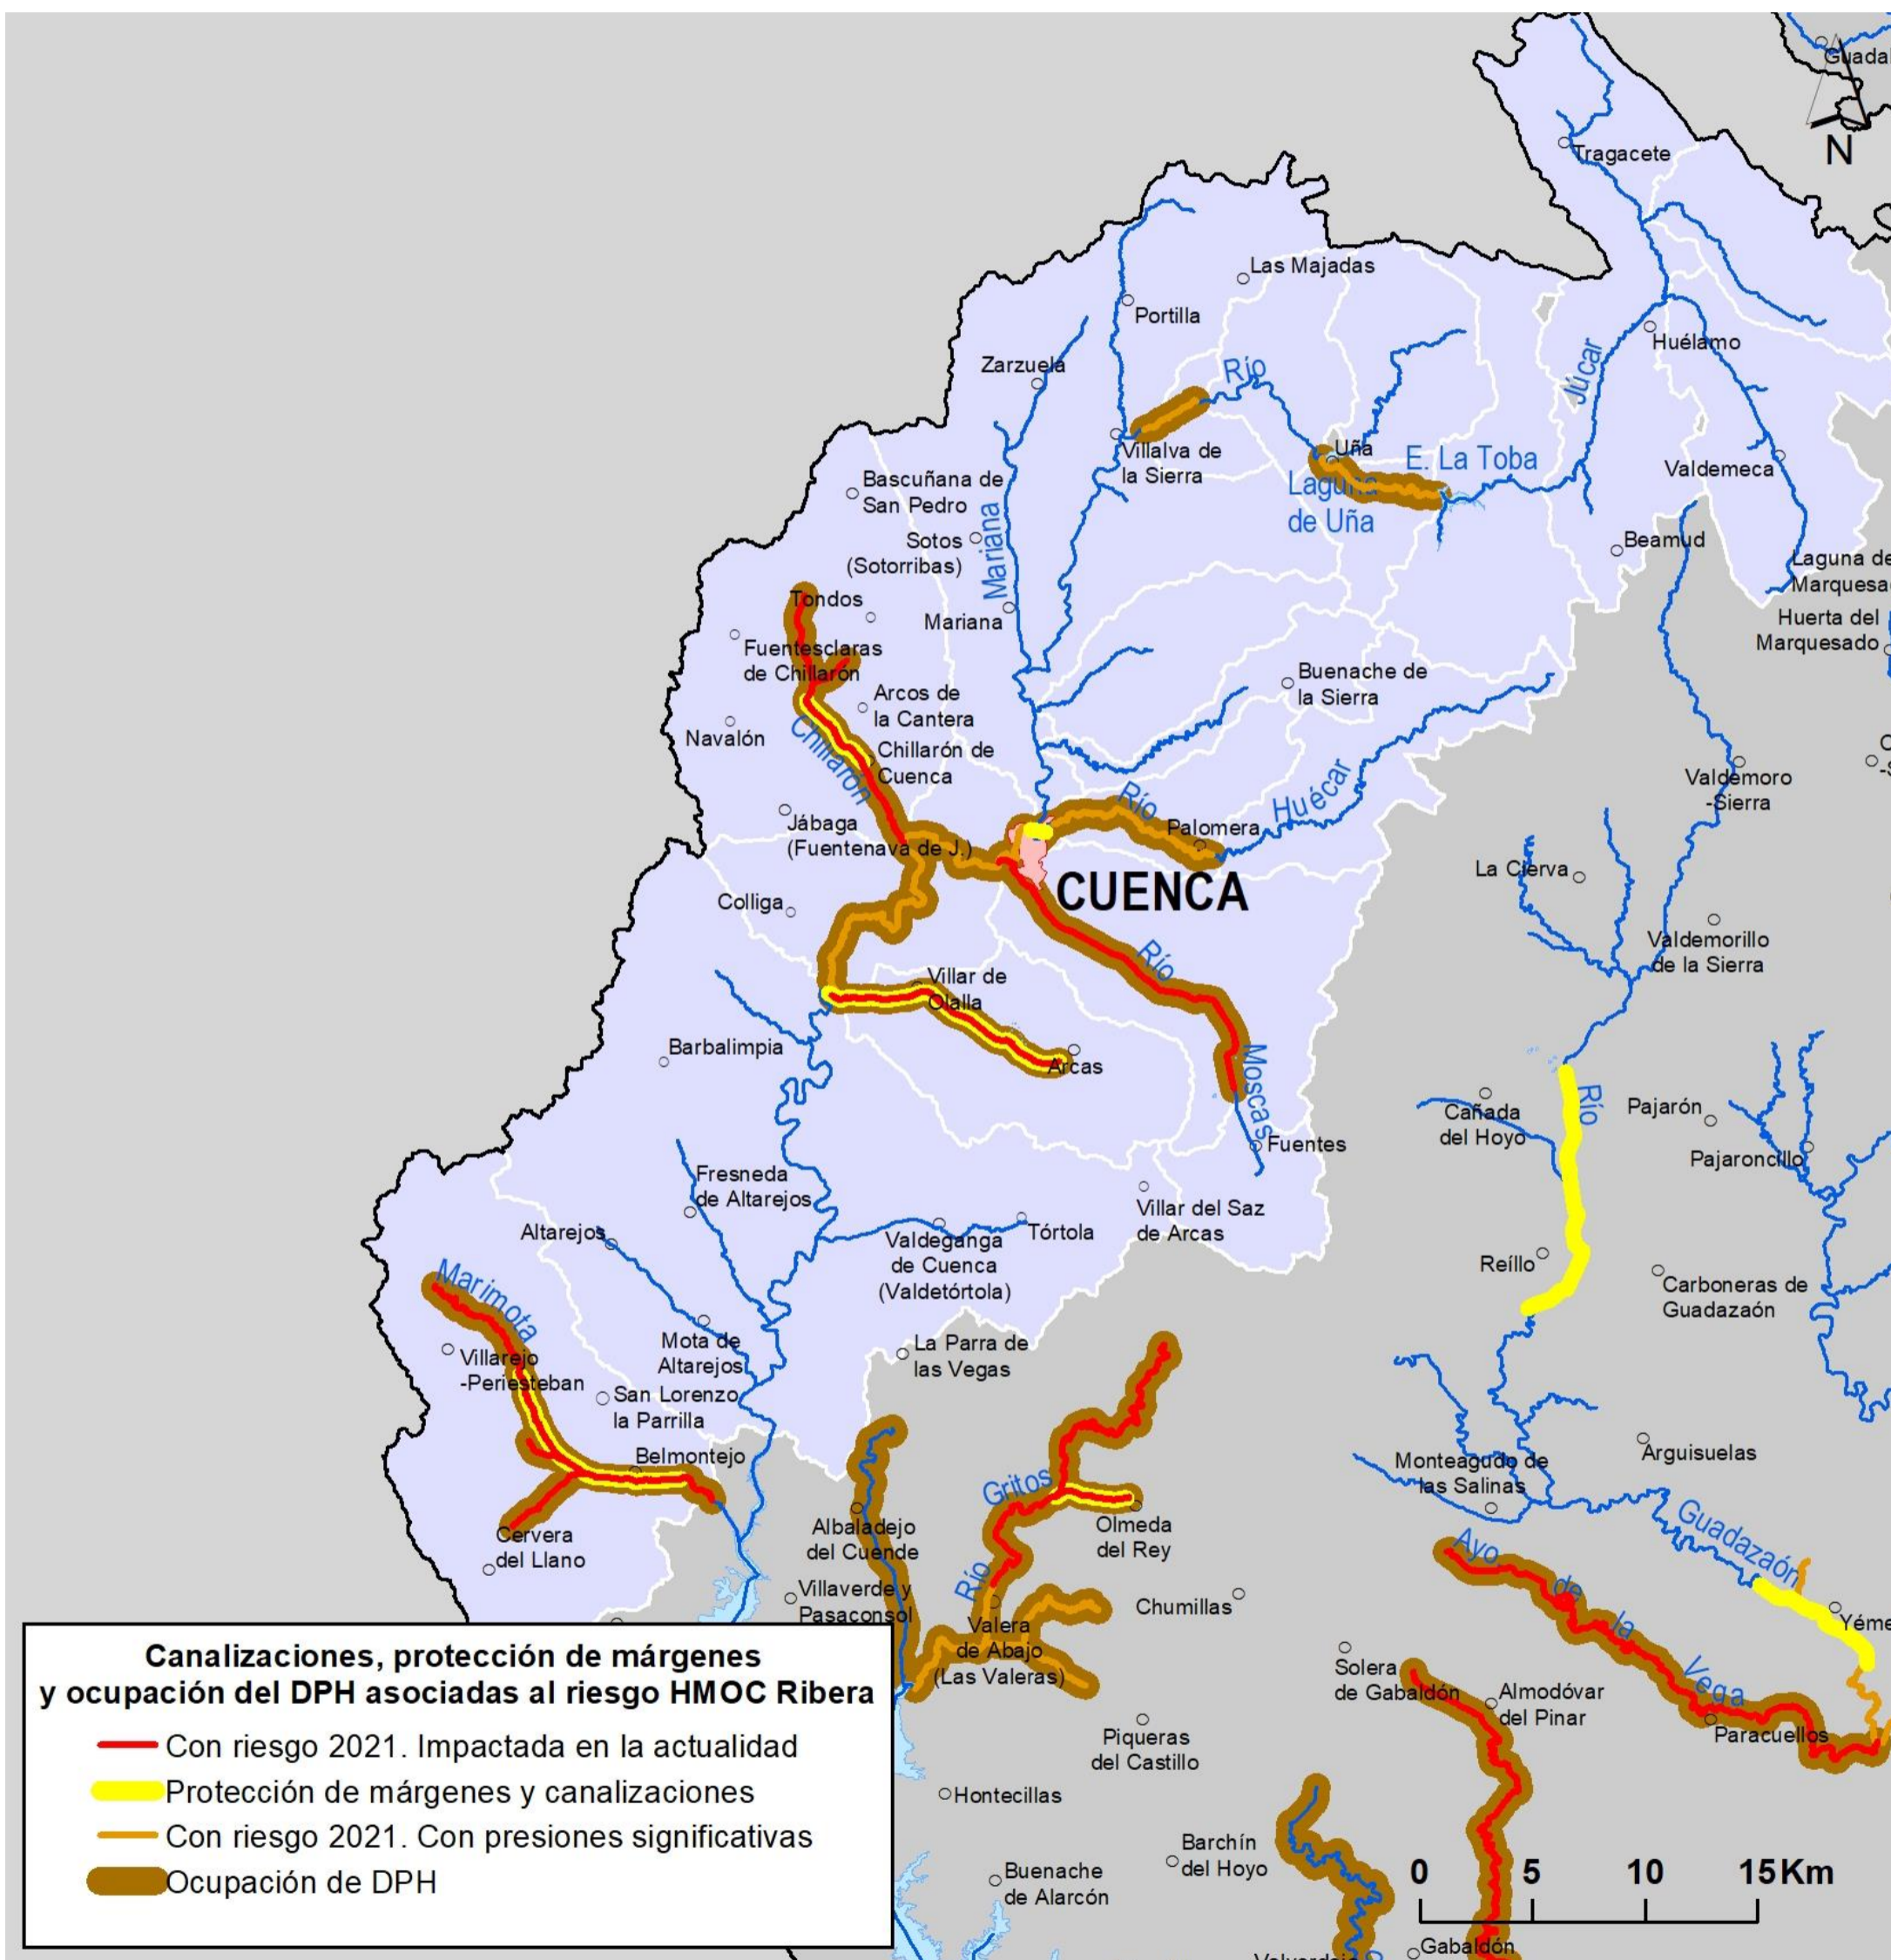 Guadal
N
Tragacete
Las Majadas
Portilla
Huélamo
Zarzuela
Río
Júcar
Villalva de
la Sierra
Uña
E. La Toba
Laguna
de Uña
Valdemeca
Bascuñana de
San Pedro
Sotos
(Sotorribas)
Mariana
Beamud
Laguna de
Marquesa
Huerta del
Marquesado
Tondos
Mariana
Fuentesclaras
de Chillarón
Arcos de
la Cantera
Buenache de
la Sierra
Navalón
Chillarón
Chillarón de
Cuenca
Valdemoro
-Sierra
Jábaga
(Fuentenava de J.)
Río
Huécar
Palomera
CUENCA
La Cierva
Colliga
Río
Valdemorillo
de la Sierra
Villar de
Olalla
Barbalimpia
Arcas
Moscas
Fuentes
Cañada
del Hoyo
Río
Pajarón
Pajaroncillo
Fresneda
de Altarejos
Altarejos
Villar del Saz
de Arcas
Valdeganga
de Cuenca
(Valdetórtola)
Tórtola
Reíllo
Carboneras de
Guadazaón
Marimota
Mota de
Altarejos
Villarejo
-Periesteban
San Lorenzo
la Parrilla
La Parra de
las Vegas
Belmontejo
Arguisuelas
Monteagudo de
las Salinas
Gritos
Guadazaón
Cervera
del Llano
Albaladejo
del Cuende
Olmeda
del Rey
Ayo
de
la
Vega
Río
Villaverde y
Pasaconsol
Chumillas
Valera
de Abajo
(Las Valeras)
Yéme
Solera
de Gabaldón
Almodóvar
del Pinar
Paracuellos
Piqueras
del Castillo
Hontecillas
Barchín
del Hoyo
Buenache
de Alarcón
Gabaldón
Canalizaciones, protección de márgenes
y ocupación del DPH asociadas al riesgo HMOC Ribera
Con riesgo 2021. Impactada en la actualidad
Protección de márgenes y canalizaciones
Con riesgo 2021. Con presiones significativas
Ocupación de DPH
0 5 10 15Km